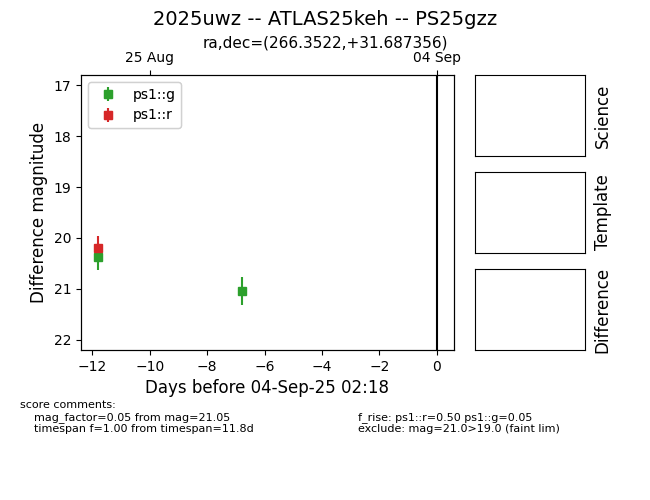 2025uwz -- ATLAS25keh -- PS25gzz
ra,dec=(266.3522,+31.687356)
25 Aug
04 Sep
ps1::g
ps1::r
17
18
19
20
21
22
Difference magnitude
−12
−10
−8
−6
−4
−2
0
Days before 04-Sep-25 02:18
Science
Template
Difference
score comments:
mag_factor=0.05 from mag=21.05
timespan f=1.00 from timespan=11.8d
f_rise: ps1::r=0.50 ps1::g=0.05
exclude: mag=21.0>19.0 (faint lim)